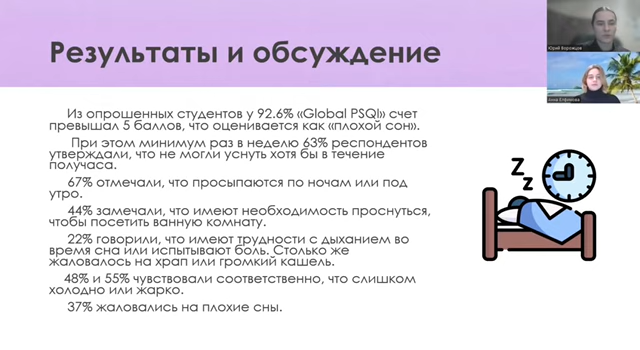 Результаты и обсуждение
Из опрошенных студентов у 92.6% «Global PSQI» счет
превышал 5 баллов, что оценивается как «плохой сон».
При этом минимум раз в неделю 63% респондентов
утверждали, что не могли уснуть хотя бы в течение
получаса.
67% отмечали, что просыпаются по ночам или под
утро.
44% замечали, что имеют необходимость проснуться,
чтобы посетить ванную комнату.
22% говорили, что имеют трудности с дыханием во
время сна или испытывают боль. Столько же
жаловалось на храп или громкий кашель.
48% и 55% чувствовали соответственно, что слишком
холодно или жарко.
37% жаловались на плохие сны.
Z
Z
Юрий
Анна